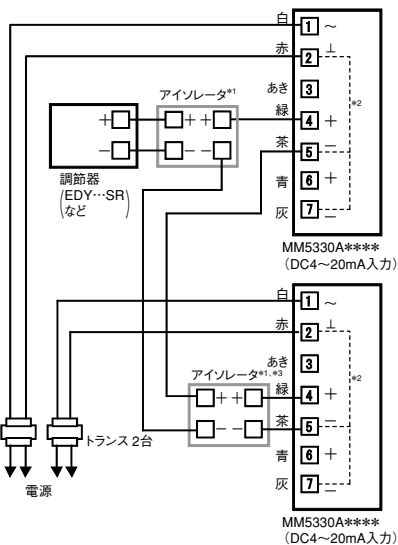 白 1 ～
赤 2 ⊥
あき 3
*2
アイソレータ*1
緑 4 ＋
＋ ＋＋
茶 5 －
－ －－
調節器
(EDY…SR)
など
青 6 ＋
灰 7 －
MM5330A****
（DC4～20mA入力）
白 1 ～
赤 2 ⊥
あき 3
*2
アイソレータ*1、*3
緑 4 ＋
＋＋
茶 5 －
－－
トランス 2台
青 6 ＋
灰 7 －
電源
MM5330A****
（DC4～20mA入力）